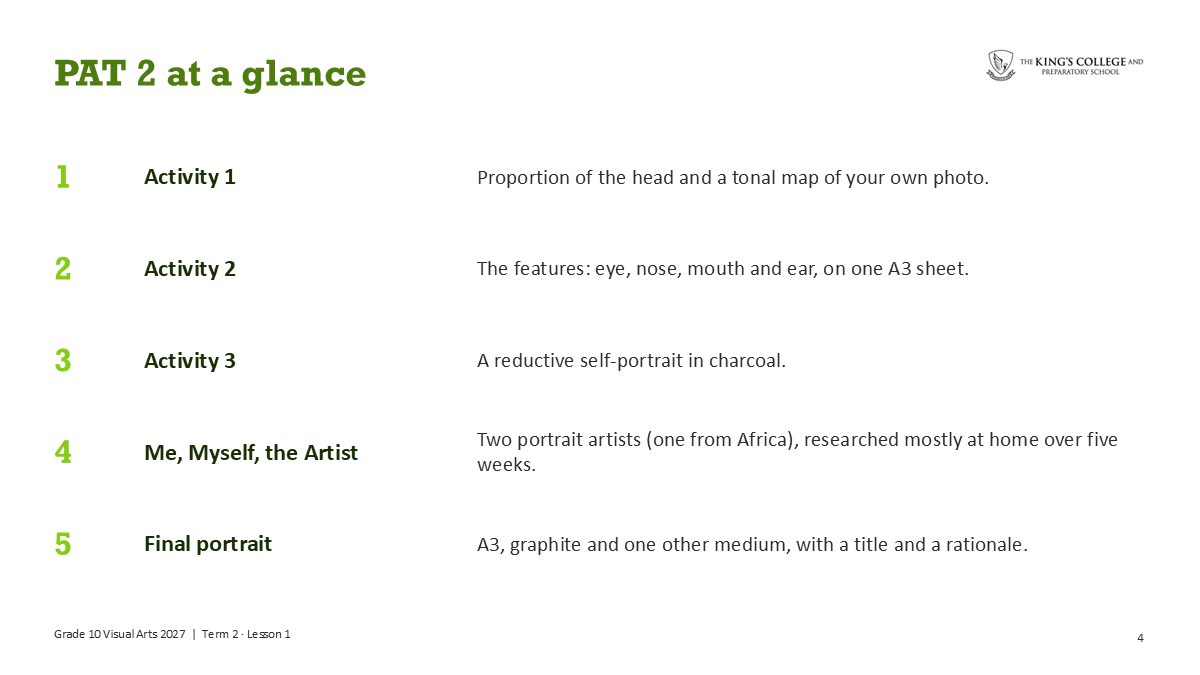 PAT 2 at a glance
THE KING'S COLLEGE AND
PREPARATORY SCHOOL
1 Activity 1 Proportion of the head and a tonal map of your own photo.
2 Activity 2 The features: eye, nose, mouth and ear, on one A3 sheet.
3 Activity 3 A reductive self-portrait in charcoal.
4 Me, Myself, the Artist Two portrait artists (one from Africa), researched mostly at home over five
weeks.
5 Final portrait A3, graphite and one other medium, with a title and a rationale.
Grade 10 Visual Arts 2027 | Term 2 · Lesson 1
4